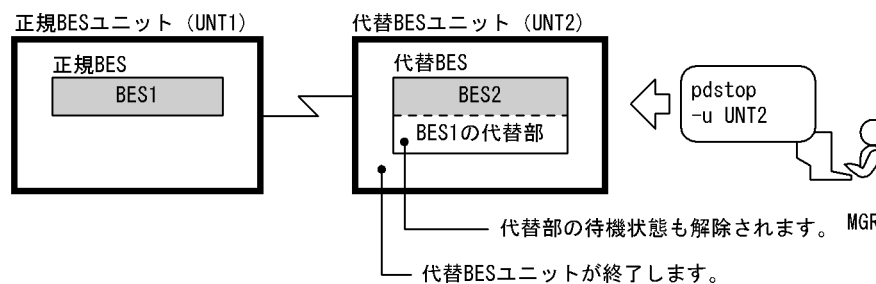 正規BESユニット（UNT1）
代替BESユニット（UNT2）
正規BES
BES1
代替BES
BES2
BES1の代替部
pdstop
-u UNT2
代替部の待機状態も解除されます。
MGR
代替BESユニットが終了します。